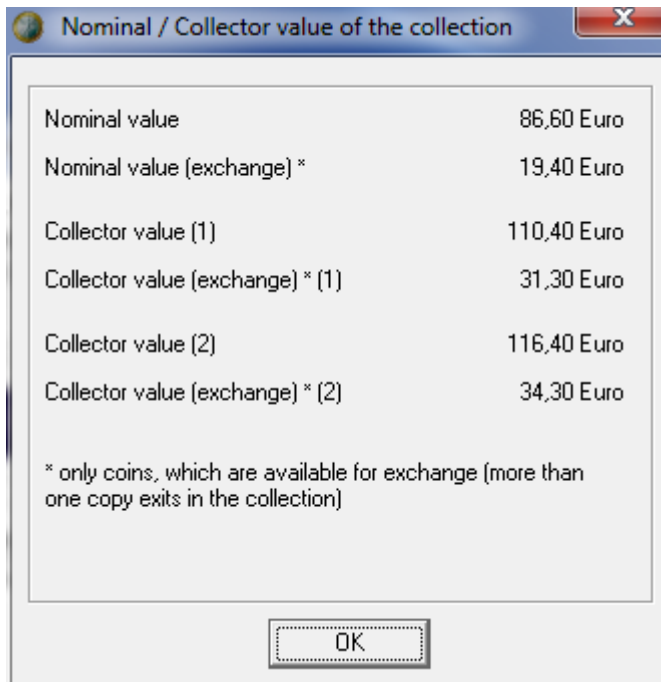 Nominal / Collector value of the collection
Nominal value 86,60 Euro
Nominal value (exchange) * 19,40 Euro
Collector value (1) 110,40 Euro
Collector value (exchange) * (1) 31,30 Euro
Collector value (2) 116,40 Euro
Collector value (exchange) * (2) 34,30 Euro
* only coins, which are available for exchange (more than
one copy exits in the collection)
OK